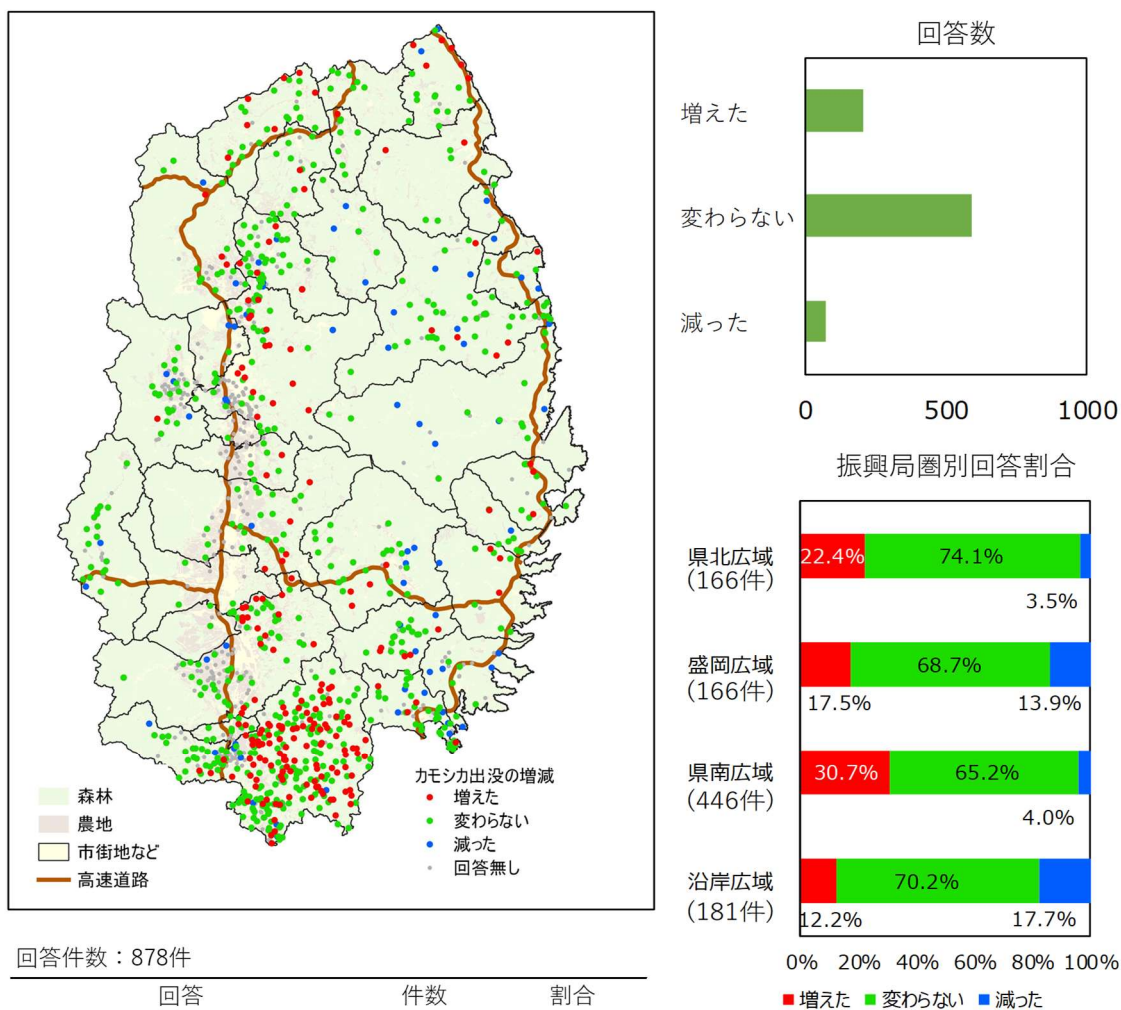 森林
農地
市街地など
高速道路
カモシカ出没の増減
増えた
変わらない
減った
回答無し
回答数
増えた
変わらない
減った
0 500 1000
振興局圏別回答割合
県北広域
(166件)
22.4% 74.1%
3.5%
盛岡広域
(166件)
68.7%
17.5% 13.9%
県南広域
(446件)
30.7% 65.2%
4.0%
沿岸広域
(181件)
70.2%
12.2% 17.7%
0% 20% 40% 60% 80% 100%
増えた 変わらない 減った
回答件数：878件
回答 件数 割合